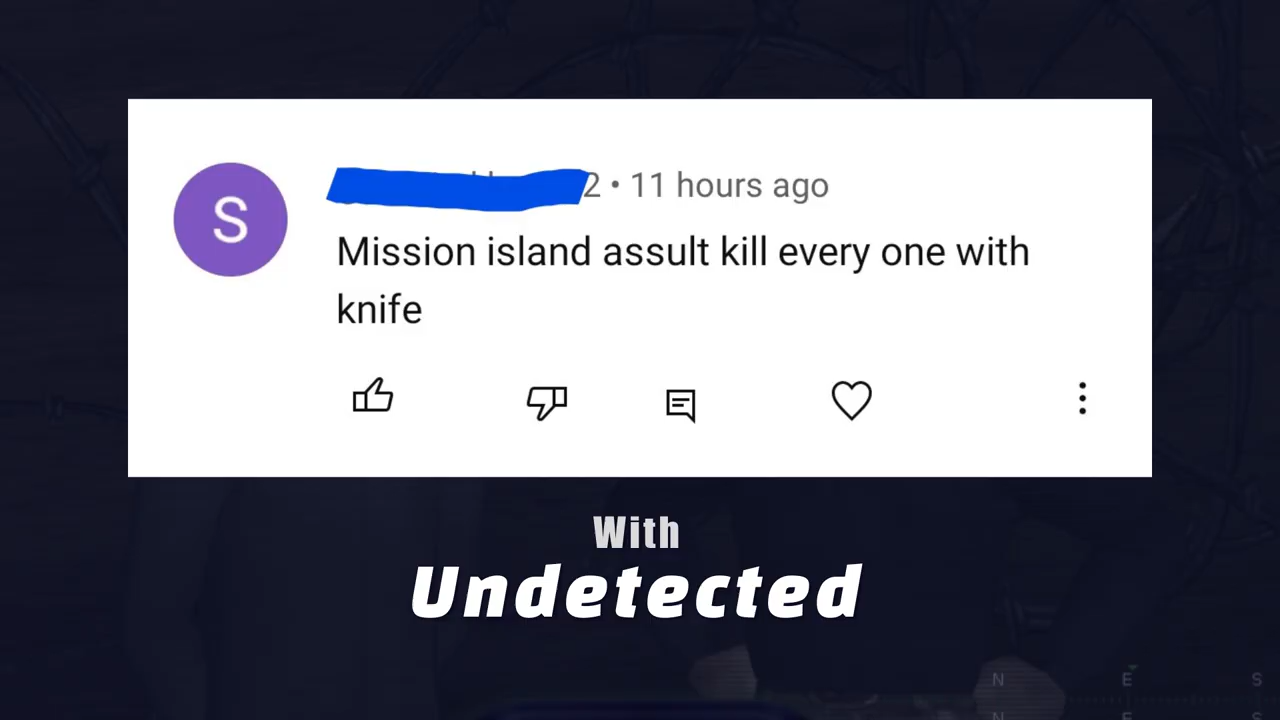 S
2 • 11 hours ago
Mission island assult kill every one with
knife
With
Undetected
N E S
N E S